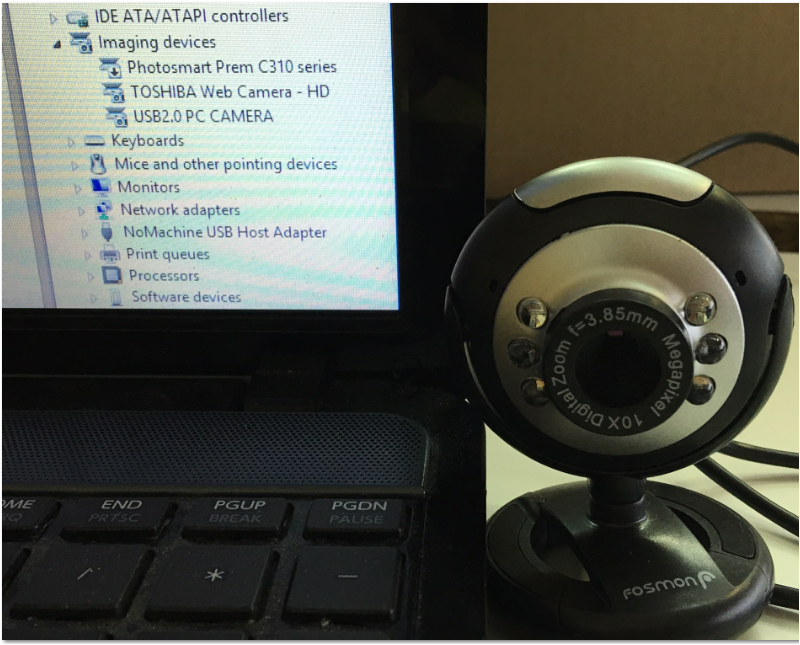 IDE ATA/ATAPI controllers
Imaging devices
Photosmart Prem C310 series
TOSHIBA Web Camera - HD
USB2.0 PC CAMERA
Keyboards
Mice and other pointing devices
Monitors
Network adapters
NoMachine USB Host Adapter
Print queues
Processors
Software devices
f=3.85mm Megapixel 10X Digital Zoom
END PGUP PGDN
PRTSC BREAK PAUSE
* −
fosmon